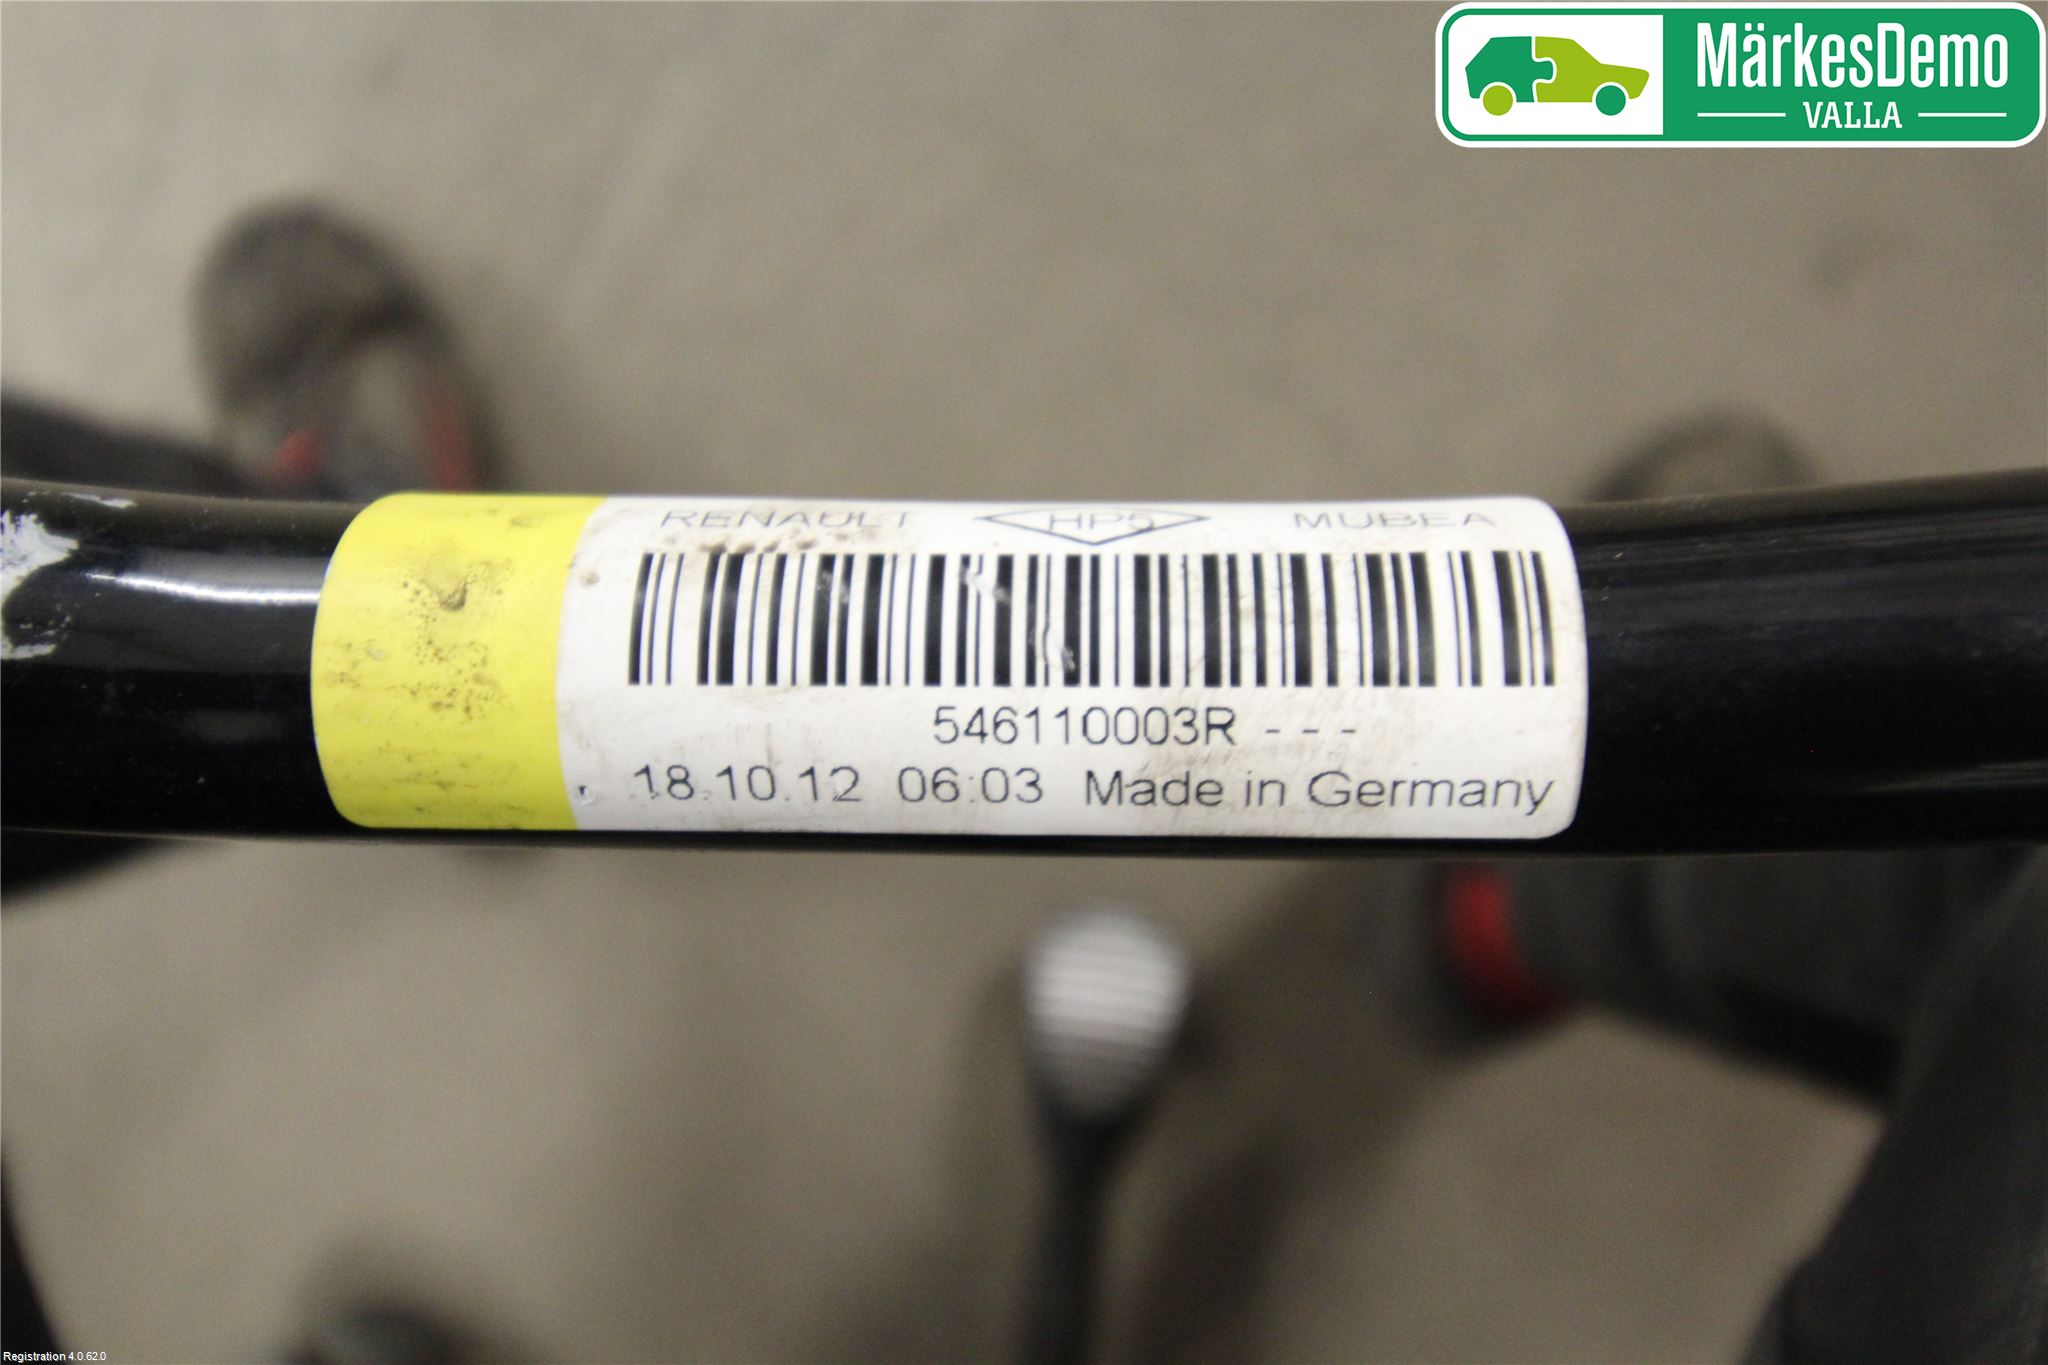 MärkesDemo
VALLA
RENAULT HP5 MUBEA
546110003R - - -
18.10.12 06:03 Made in Germany
Registration 4.0.62.0